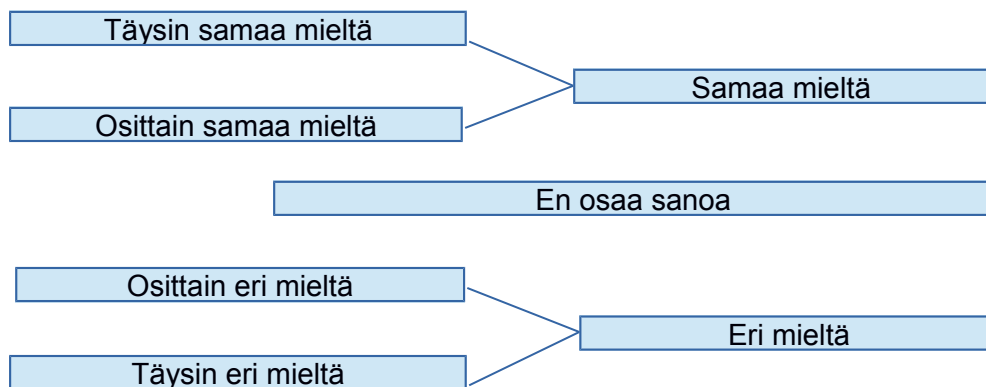 Täysin samaa mieltä
Samaa mieltä
Osittain samaa mieltä
En osaa sanoa
Osittain eri mieltä
Eri mieltä
Täysin eri mieltä